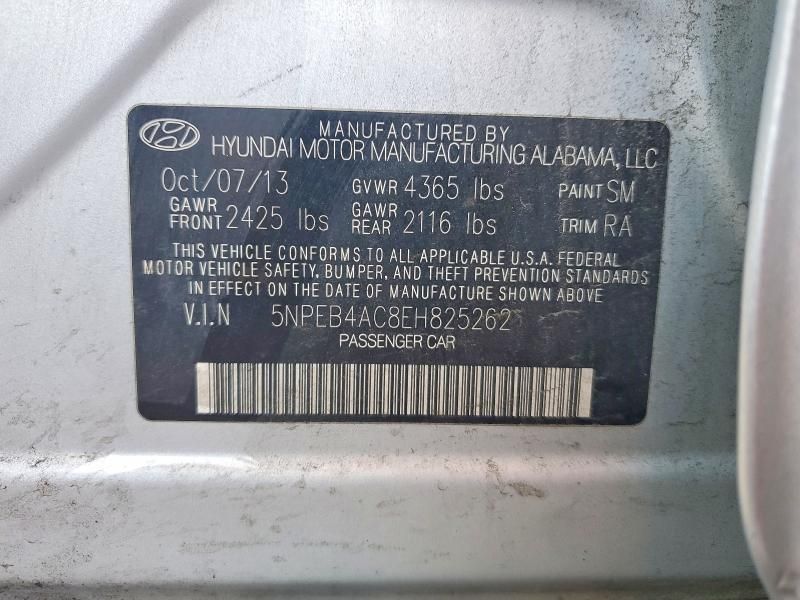 MANUFACTURED BY
HYUNDAI MOTOR MANUFACTURING ALABAMA, LLC
Oct/07/13 GVWR 4365 lbs PAINT SM
GAWR FRONT 2425 lbs GAWR REAR 2116 lbs TRIM RA
THIS VEHICLE CONFORMS TO ALL APPLICABLE U.S.A. FEDERAL
MOTOR VEHICLE SAFETY, BUMPER, AND THEFT PREVENTION STANDARDS
IN EFFECT ON THE DATE OF MANUFACTURE SHOWN ABOVE.
V.I.N 5NPEB4AC8EH825262
PASSENGER CAR